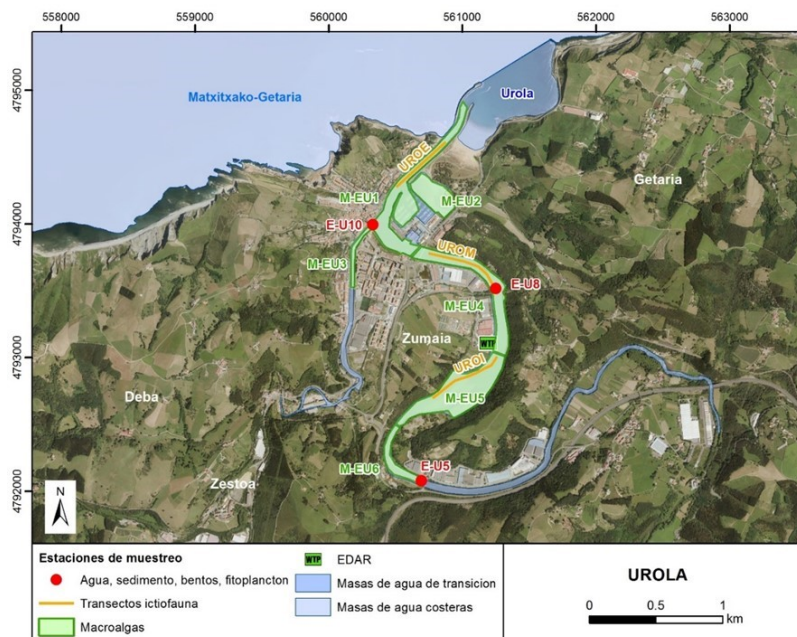 558000 559000 560000 561000 562000 563000
4795000
4794000
4793000
4792000
Matxitxako-Getaria
Urola
UROE
Getaria
M-EU1
M-EU2
E-U10
UROM
M-EU3
E-U8
M-EU4
Zumaia
WTP
UROI
Deba
M-EU5
M-EU6
E-U5
Zestoa
N
Estaciones de muestreo
Agua, sedimento, bentos, fitoplancton
Transectos ictiofauna
Macroalgas
WTP EDAR
Masas de agua de transicion
Masas de agua costeras
UROLA
0 0.5 1
km